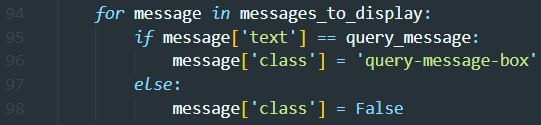 94 for message in messages_to_display:
95 if message['text'] == query_message:
96 message['class'] = 'query-message-box'
97 else:
98 message['class'] = False